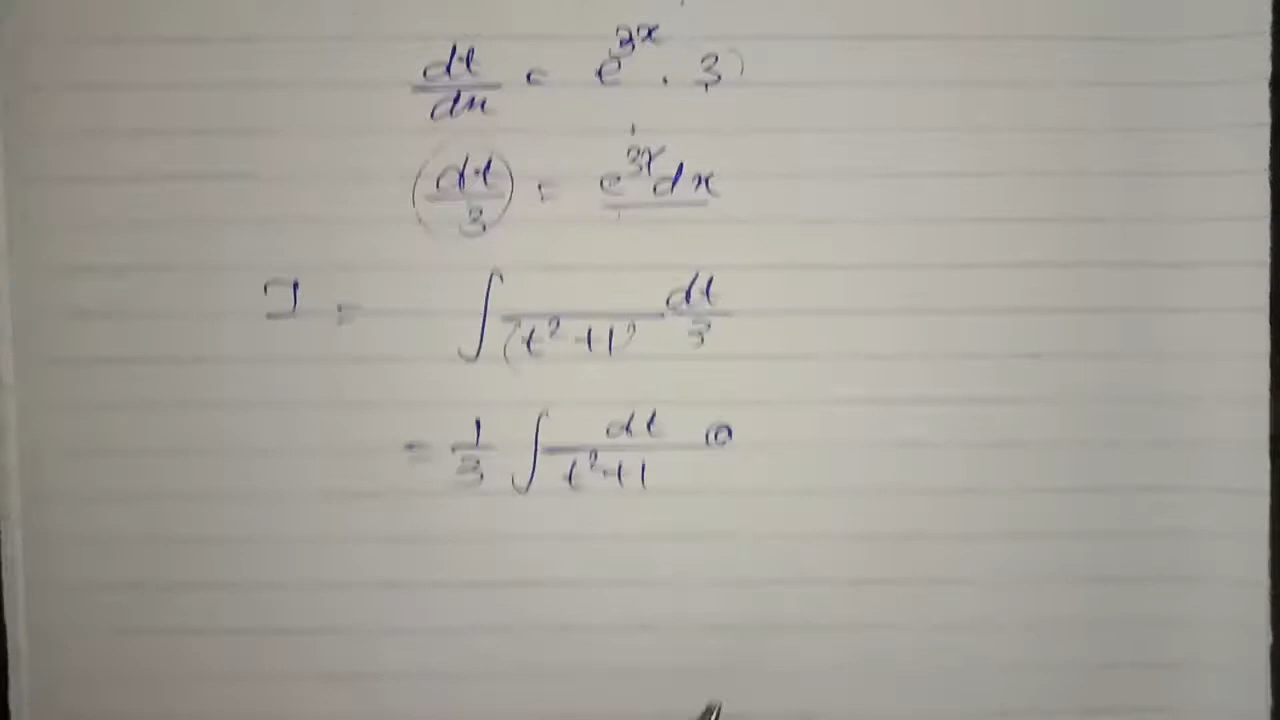 dt/dx = e^3x . 3
(dt/3) = e^3x dx
I = ∫ 1/(t²+1) dt/3
= 1/3 ∫ dt/t²+1